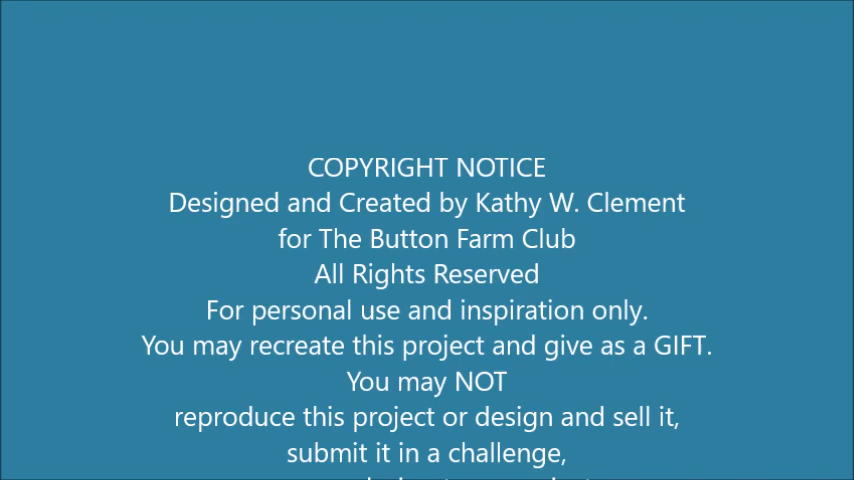 COPYRIGHT NOTICE
Designed and Created by Kathy W. Clement
for The Button Farm Club
All Rights Reserved
For personal use and inspiration only.
You may recreate this project and give as a GIFT.
You may NOT
reproduce this project or design and sell it,
submit it in a challenge,